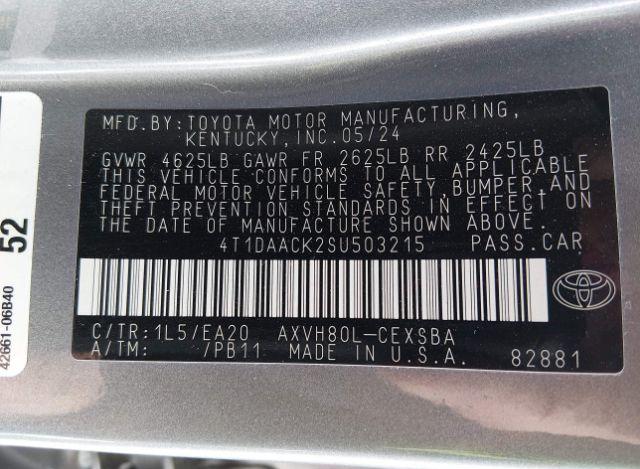 MFD.BY:TOYOTA MOTOR MANUFACTURING,
KENTUCKY,INC.05/24
GVWR 4625LB GAWR FR 2625LB RR 2425LB
THIS VEHICLE CONFORMS TO ALL APPLICABLE
FEDERAL MOTOR VEHICLE SAFETY,BUMPER,AND
THEFT PREVENTION STANDARDS IN EFFECT ON
THE DATE OF MANUFACTURE SHOWN ABOVE.
4T1DAACK2SU503215 PASS.CAR
C/TR:1L5/EA20 AXVH80L-CEXSBA
A/TM: /PB11 MADE IN U.S.A.
82881
52
42661-06B40